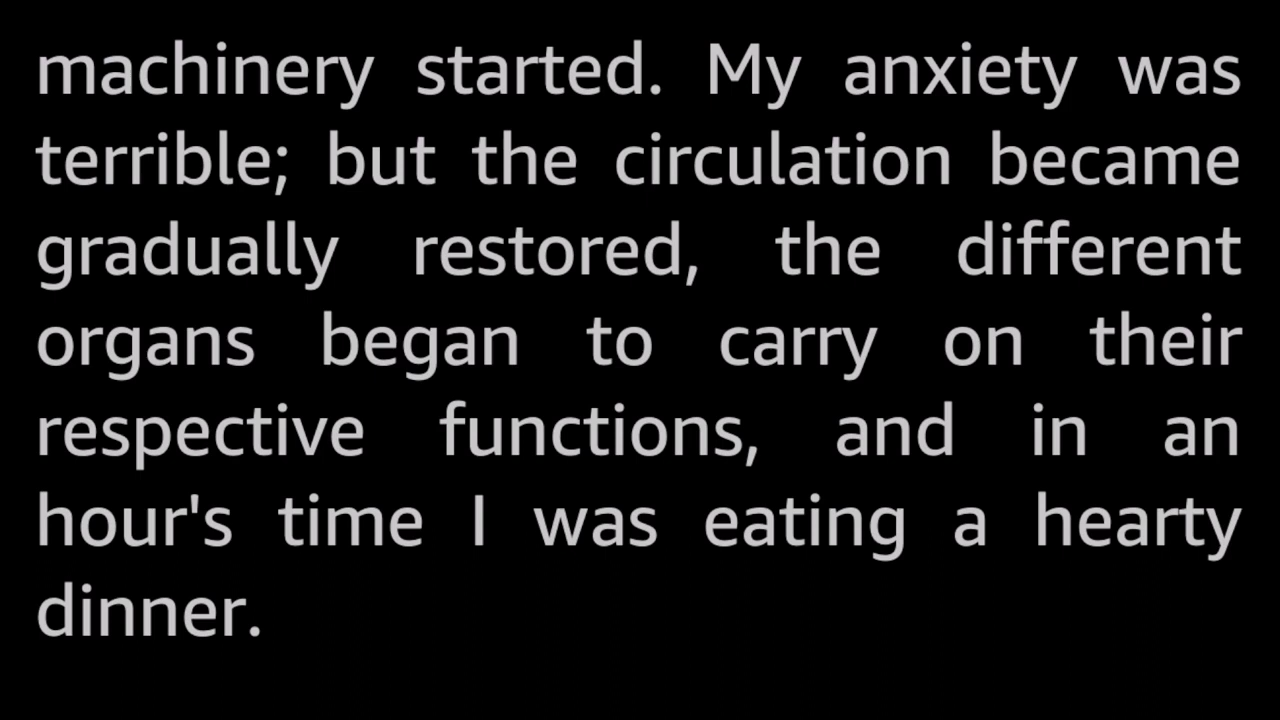 machinery started. My anxiety was
terrible; but the circulation became
gradually restored, the different
organs began to carry on their
respective functions, and in an
hour's time I was eating a hearty
dinner.